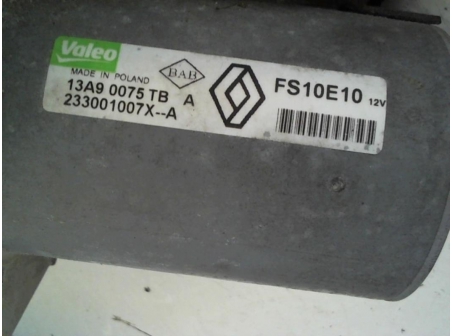 Valeo
MADE IN POLAND
BAB
13A9 0075 TB A
233001007X--A
FS10E10 12V